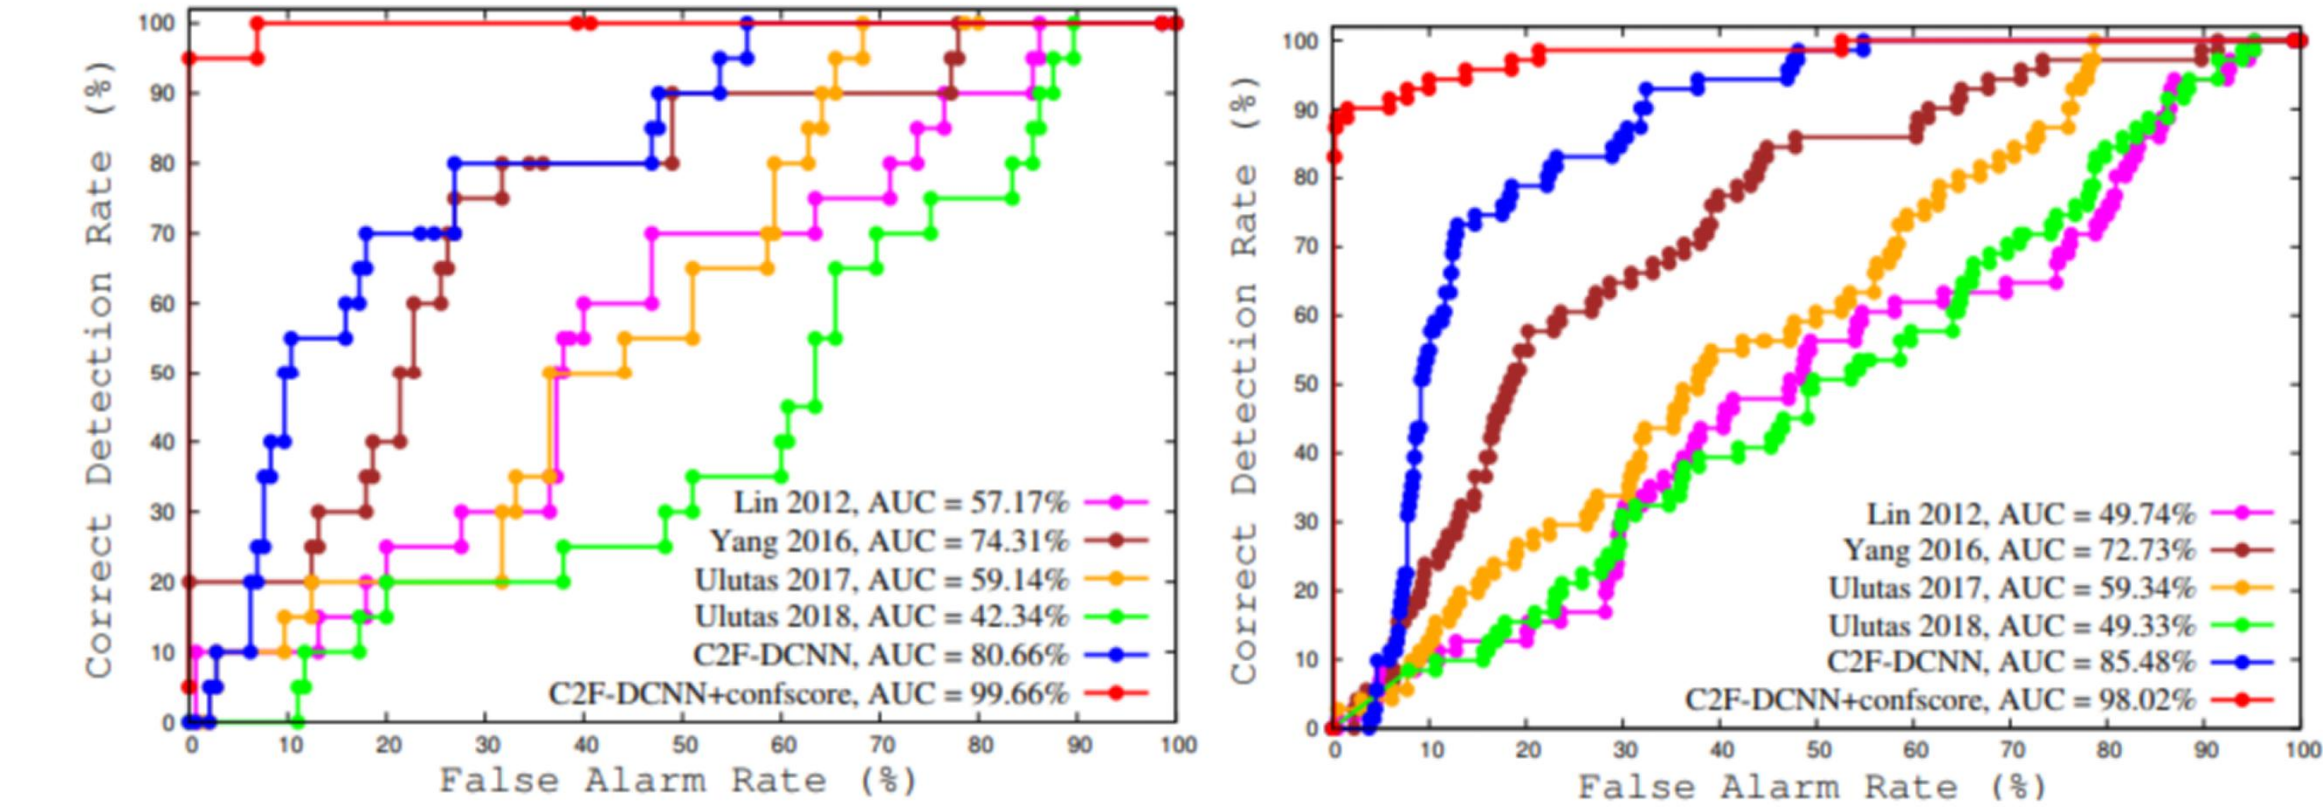 Correct Detection Rate (%)
100
90
80
70
60
50
40
30
20
10
0
Lin 2012, AUC = 57.17%
Yang 2016, AUC = 74.31%
Ulutas 2017, AUC = 59.14%
Ulutas 2018, AUC = 42.34%
C2F-DCNN, AUC = 80.66%
C2F-DCNN+confscore, AUC = 99.66%
0 10 20 30 40 50 60 70 80 90 100
False Alarm Rate (%)
Correct Detection Rate (%)
100
90
80
70
60
50
40
30
20
10
0
Lin 2012, AUC = 49.74%
Yang 2016, AUC = 72.73%
Ulutas 2017, AUC = 59.34%
Ulutas 2018, AUC = 49.33%
C2F-DCNN, AUC = 85.48%
C2F-DCNN+confscore, AUC = 98.02%
0 10 20 30 40 50 60 70 80 90 100
False Alarm Rate (%)